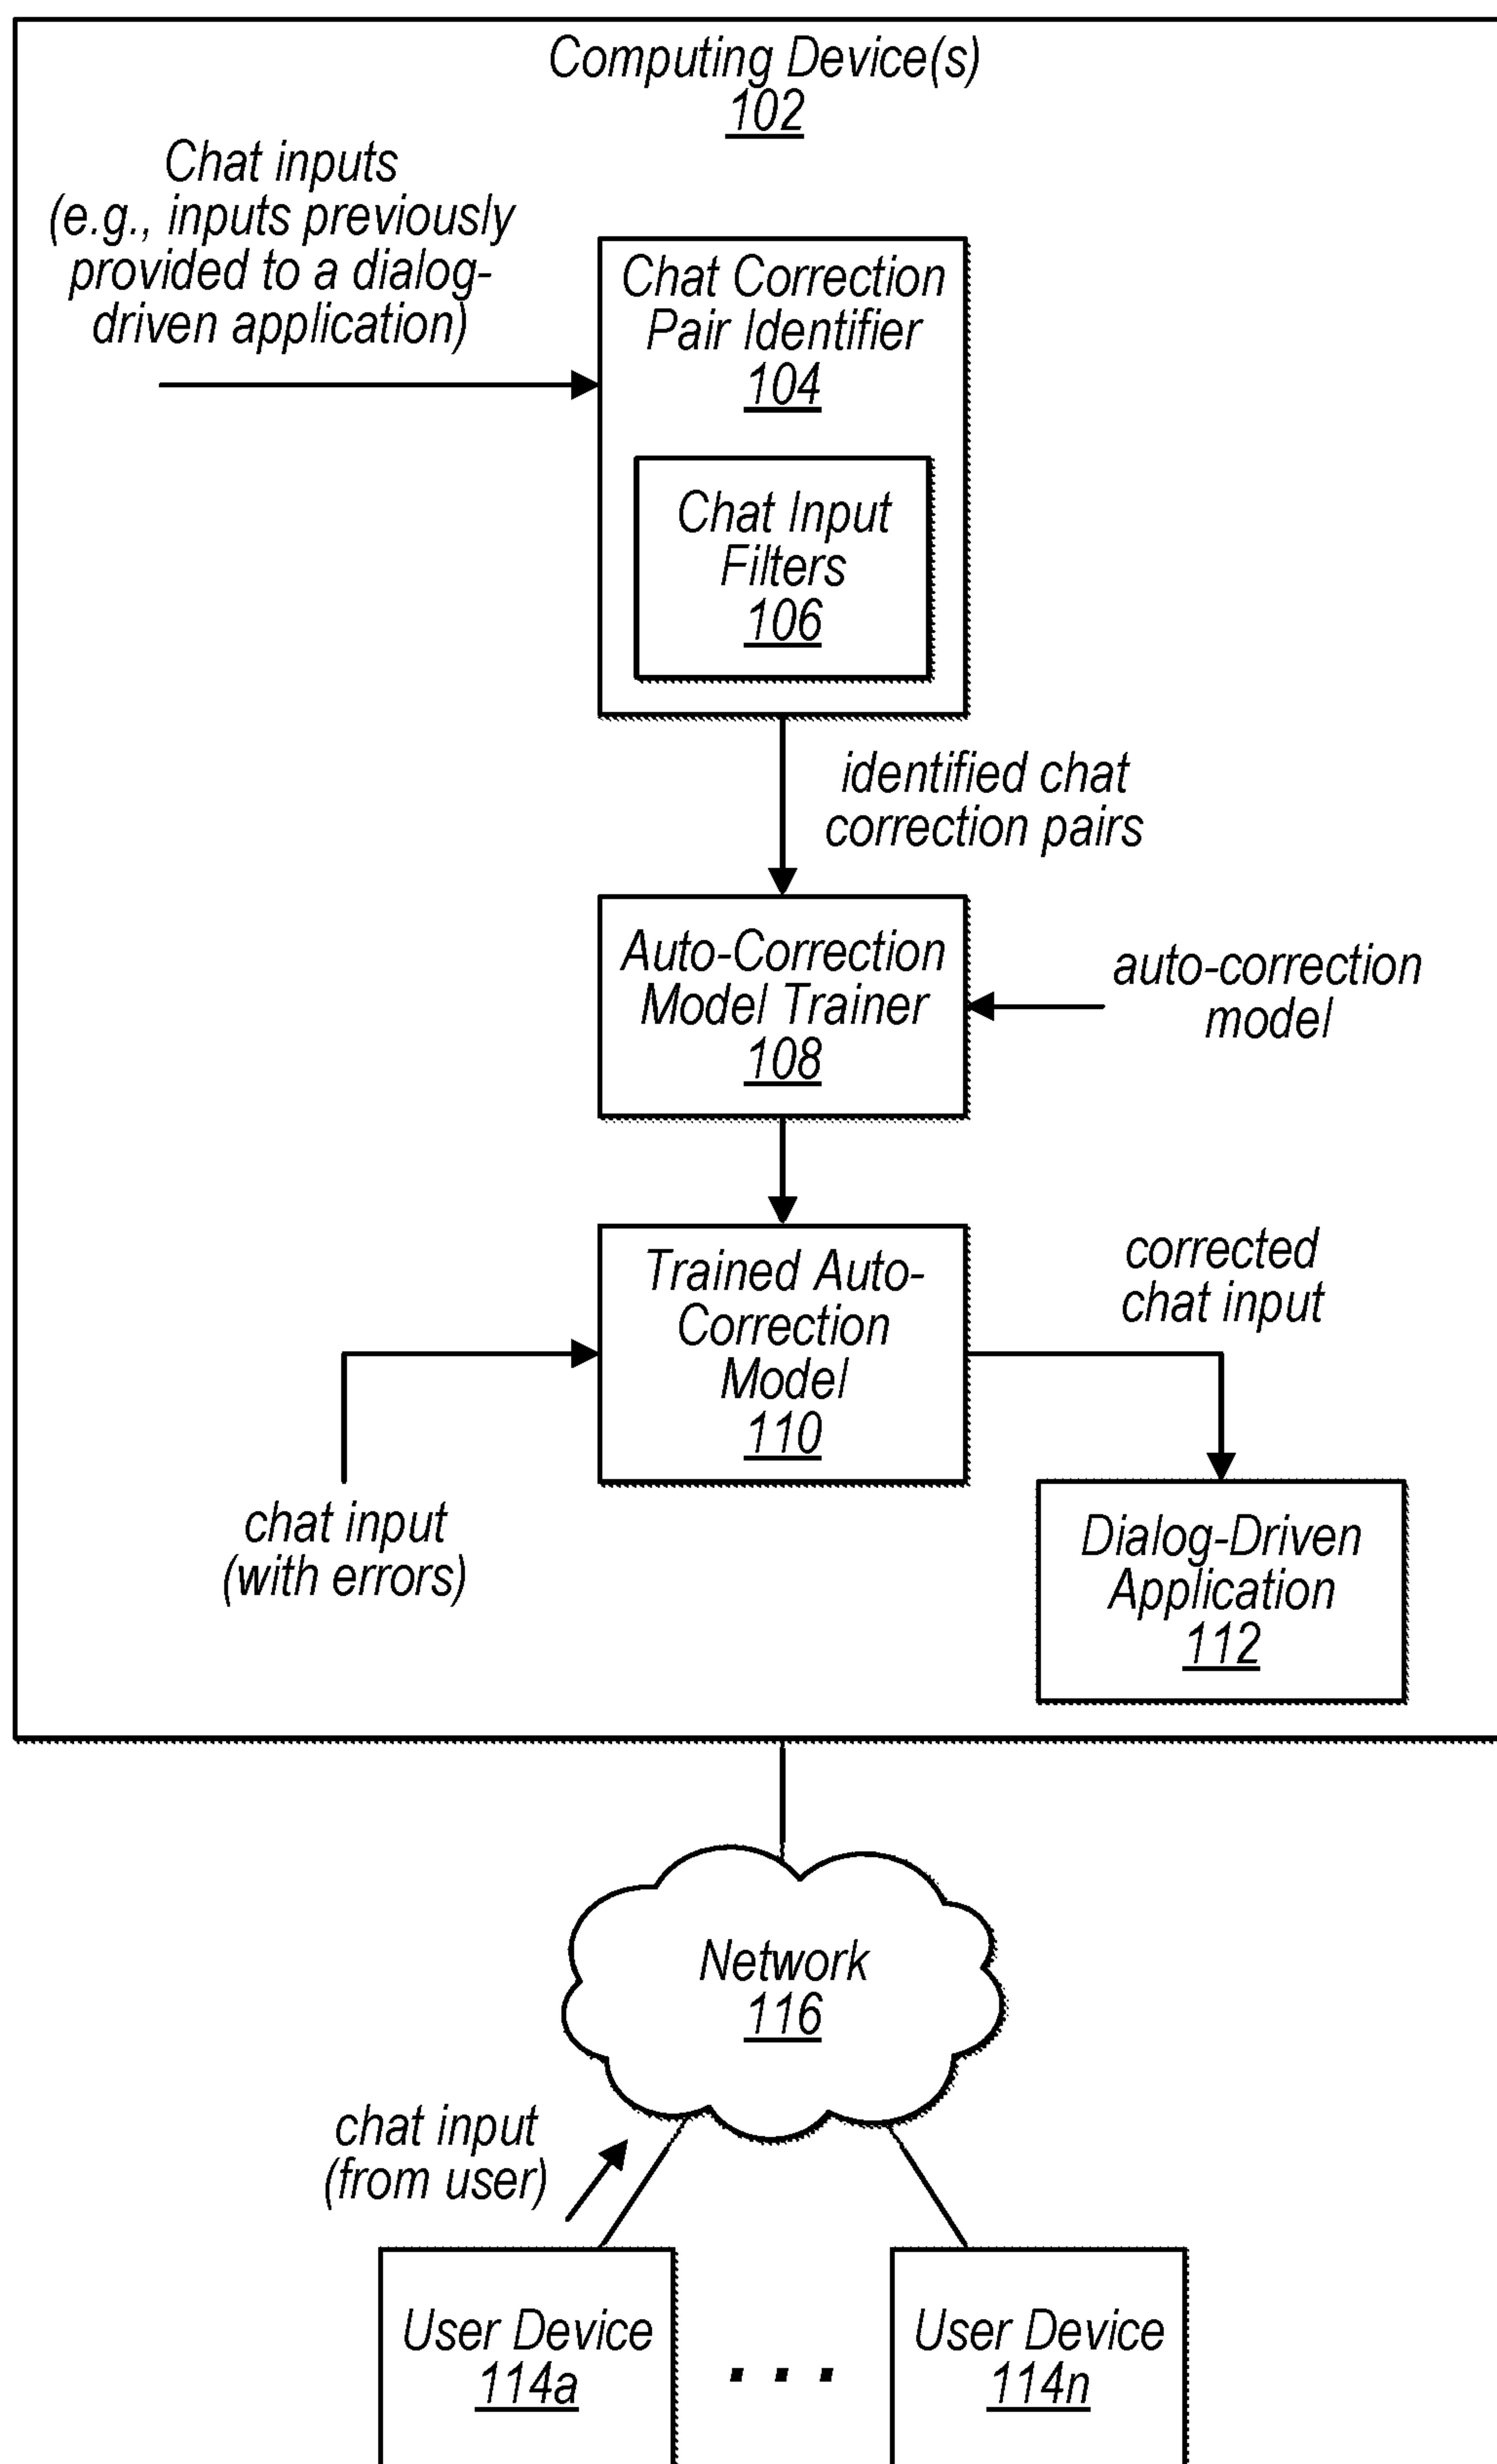 Computing Device(s)
102
Chat inputs
(e.g., inputs previously
provided to a dialog-
driven application)
Chat Correction
Pair Identifier
104
Chat Input
Filters
106
identified chat
correction pairs
Auto-Correction
Model Trainer
108
auto-correction
model
Trained Auto-
Correction
Model
110
corrected
chat input
chat input
(with errors)
Dialog-Driven
Application
112
Network
116
chat input
(from user)
User Device
114a
. . .
User Device
114n